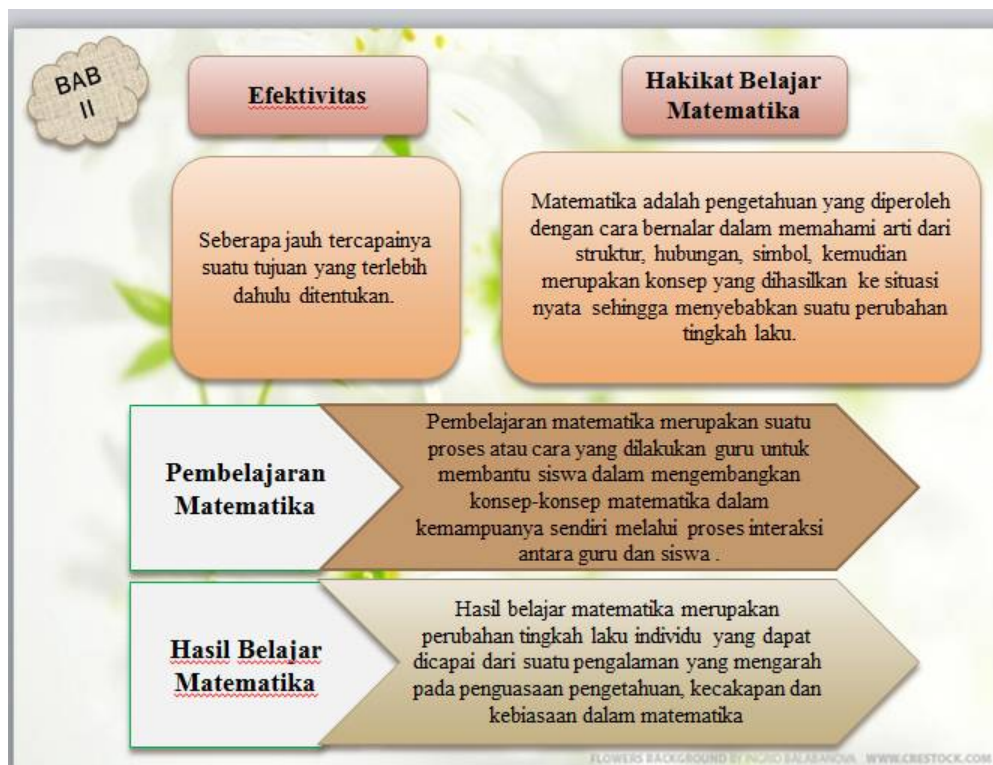 BAB
II
Efektivitas
Hakikat Belajar
Matematika
Seberapa jauh tercapainya
suatu tujuan yang terlebih
dahulu ditentukan.
Matematika adalah pengetahuan yang diperoleh
dengan cara bernalar dalam memahami arti dari
struktur, hubungan, simbol, kemudian
merupakan konsep yang dihasilkan ke situasi
nyata sehingga menyebabkan suatu perubahan
tingkah laku.
Pembelajaran
Matematika
Pembelajaran matematika merupakan suatu
proses atau cara yang dilakukan guru untuk
membantu siswa dalam mengembangkan
konsep-konsep matematika dalam
kemampuanya sendiri melalui proses interaksi
antara guru dan siswa .
Hasil Belajar
Matematika
Hasil belajar matematika merupakan
perubahan tingkah laku individu yang dapat
dicapai dari suatu pengalaman yang mengarah
pada penguasaan pengetahuan, kecakapan dan
kebiasaan dalam matematika
FLOWERS BACKGROUND BY INGRID BALABANOVA WWW.CRESTOCK.COM